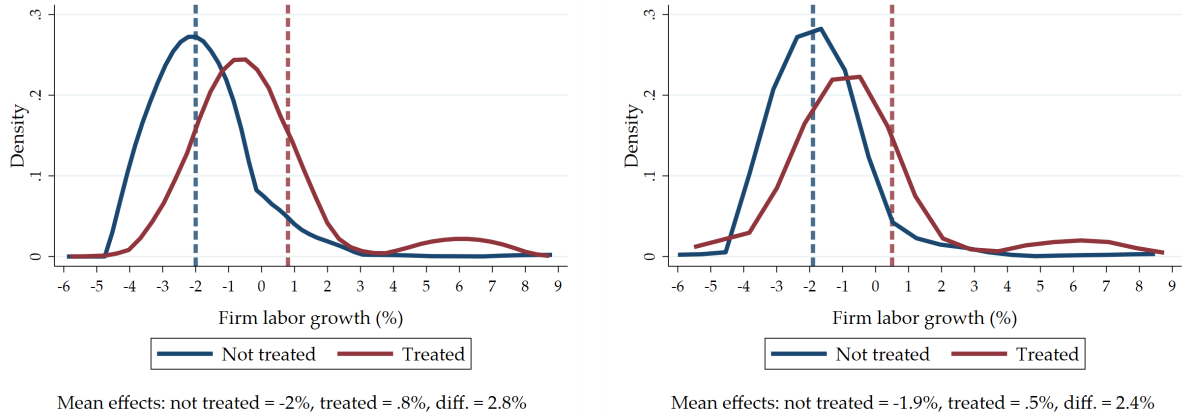 Density
.3
.2
.1
0
-6 -5 -4 -3 -2 -1 0 1 2 3 4 5 6 7 8 9
Firm labor growth (%)
Not treated Treated
Mean effects: not treated = -2%, treated = .8%, diff. = 2.8%
Density
.3
.2
.1
0
-6 -5 -4 -3 -2 -1 0 1 2 3 4 5 6 7 8 9
Firm labor growth (%)
Not treated Treated
Mean effects: not treated = -1.9%, treated = .5%, diff. = 2.4%